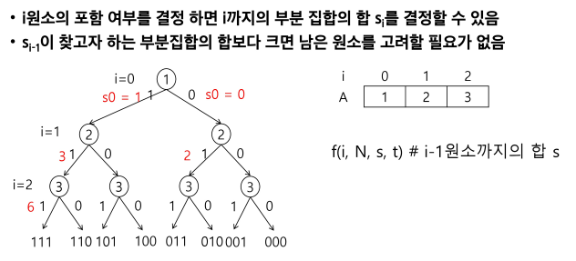 • i원소의 포함 여부를 결정 하면 i까지의 부분 집합의 합 si를 결정할 수 있음
• si-1이 찾고자 하는 부분집합의 합보다 크면 남은 원소를 고려할 필요가 없음
i=0 1
s0 = 1 1 0 s0 = 0
i=1 2 2
3 1 0 2 1 0
i=2 3 3 3 3
6 1 0 1 0 1 0 1 0
111 110 101 100 011 010 001 000
i 0 1 2
A 1 2 3
f(i, N, s, t) # i-1원소까지의 합 s